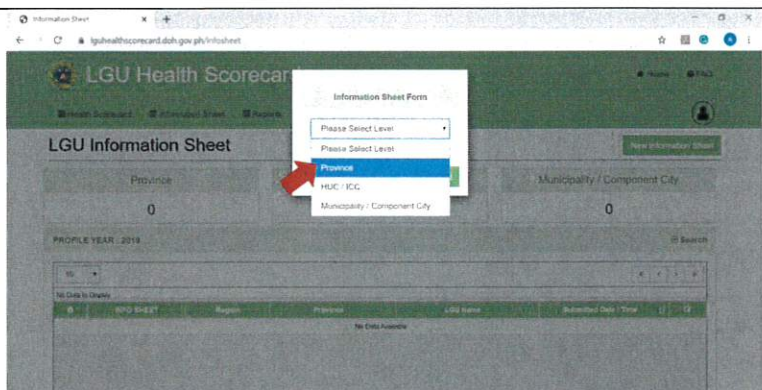 Information Sheet
lguhealthscorecard.doh.gov.ph/infosheet
LGU Health Scorecard
Home FAQ
Health Scorecard Information Sheet Reports
Information Sheet Form
Please Select Level
Please Select Level
Province
HUC / ICC
Municipality / Component City
LGU Information Sheet
New Information Sheet
Province
Municipality / Component City
0
0
PROFILE YEAR : 2019
Search
No Data to Display
INFO SHEET Region Province LGU Name Submitted Date / Time
No Data Available